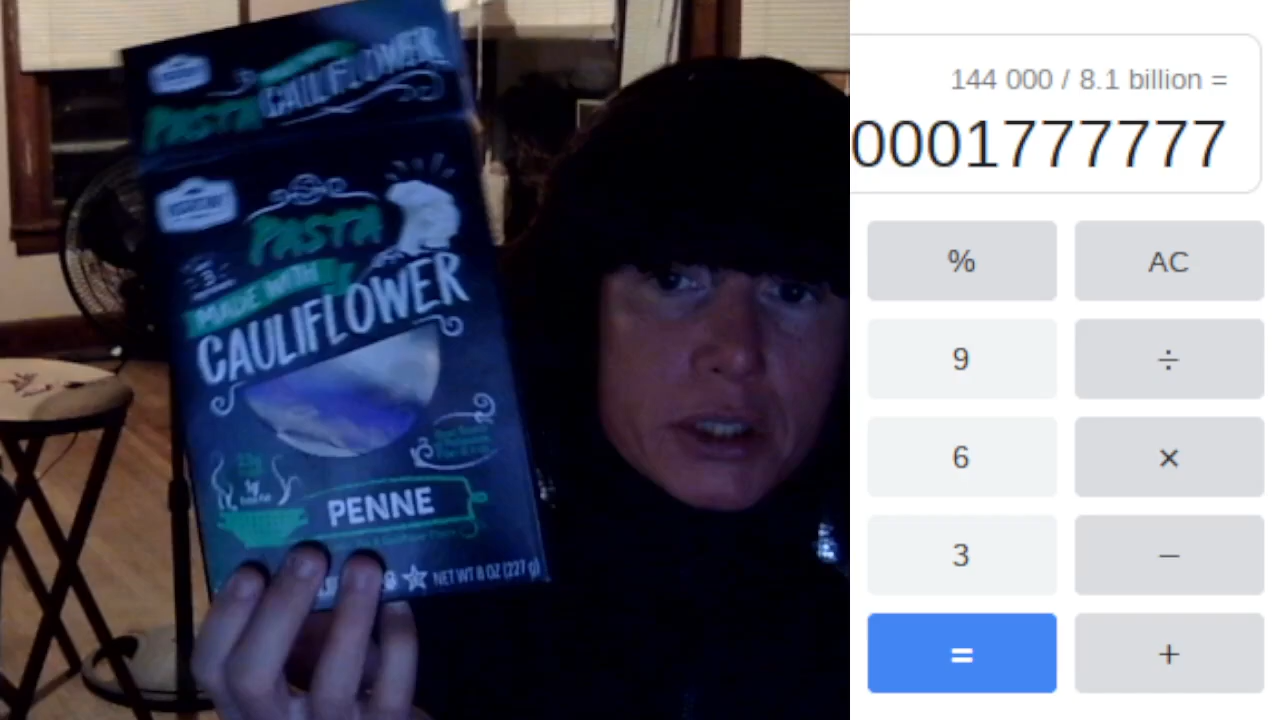 PASTA
CAULIFLOWER
PASTA
MADE WITH
CAULIFLOWER
1g
PENNE
NET WT 8 OZ (227 g)
144 000 / 8.1 billion =
0001777777
%
AC
9
÷
6
×
3
−
=
+